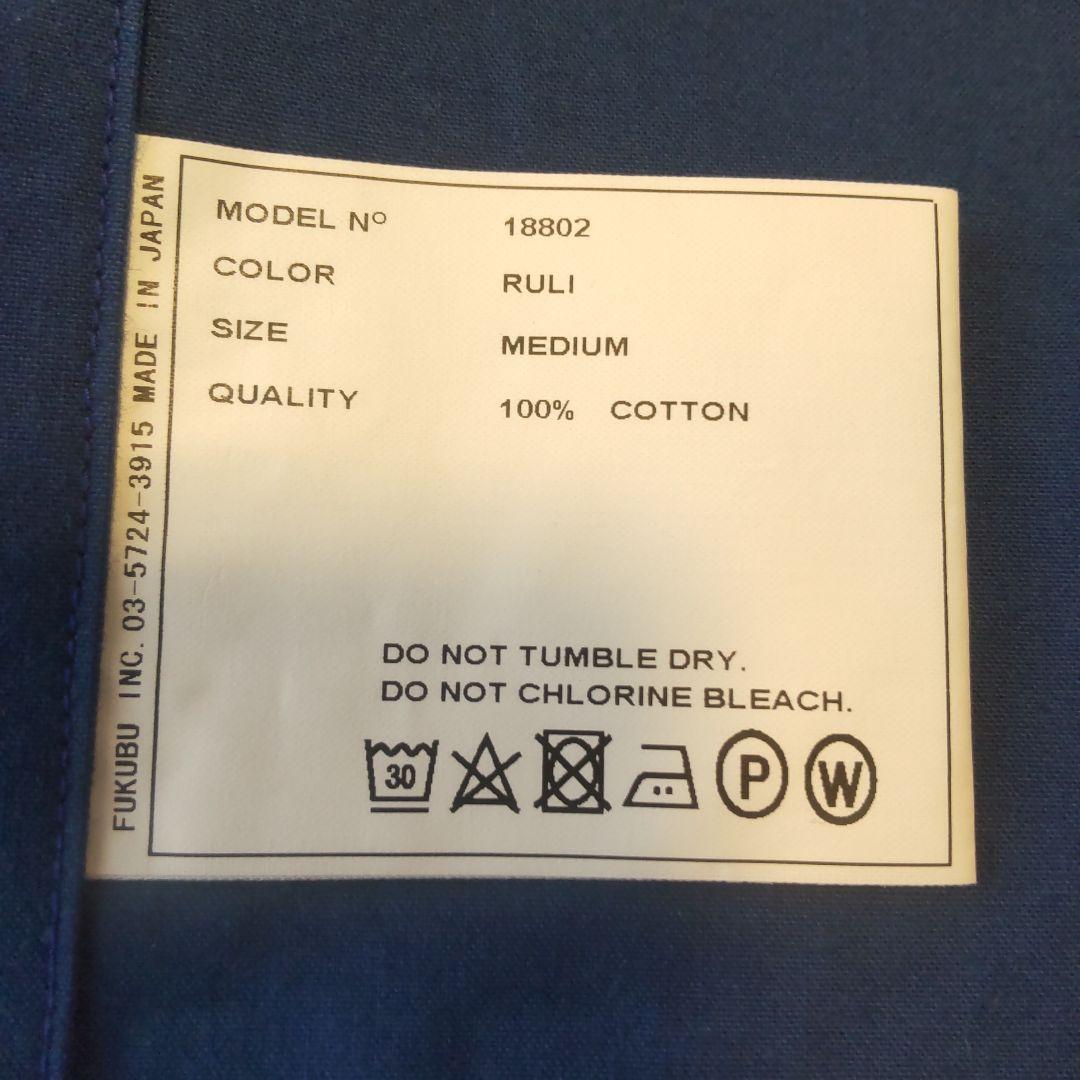 MODEL Nº 18802
COLOR RULI
SIZE MEDIUM
QUALITY 100% COTTON
DO NOT TUMBLE DRY.
DO NOT CHLORINE BLEACH.
30 P W
FUKUBU INC. 03-5724-3915 MADE IN JAPAN